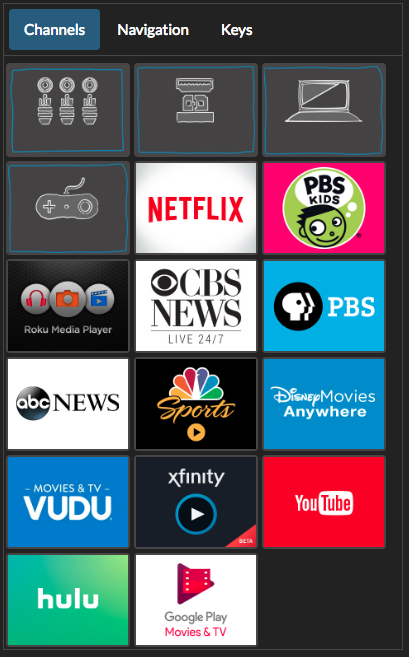 Channels Navigation Keys
NETFLIX
PBS
KIDS
Roku Media Player
CBS
NEWS
LIVE 24/7
PBS
abc NEWS
Sports
Disney Movies
Anywhere
– MOVIES & TV –
VUDU
xfinity
BETA
YouTube
hulu
Google Play
Movies & TV